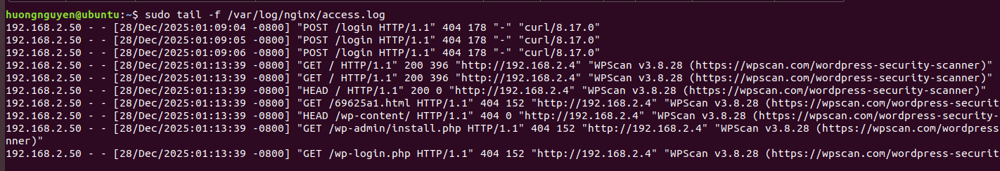 huongnguyen@ubuntu:~$ sudo tail -f /var/log/nginx/access.log
192.168.2.50 - - [28/Dec/2025:01:09:04 -0800] "POST /login HTTP/1.1" 404 178 "-" "curl/8.17.0"
192.168.2.50 - - [28/Dec/2025:01:09:05 -0800] "POST /login HTTP/1.1" 404 178 "-" "curl/8.17.0"
192.168.2.50 - - [28/Dec/2025:01:09:06 -0800] "POST /login HTTP/1.1" 404 178 "-" "curl/8.17.0"
192.168.2.50 - - [28/Dec/2025:01:13:39 -0800] "GET / HTTP/1.1" 200 396 "http://192.168.2.4" "WPScan v3.8.28 (https://wpscan.com/wordpress-security-scanner)"
192.168.2.50 - - [28/Dec/2025:01:13:39 -0800] "GET / HTTP/1.1" 200 396 "http://192.168.2.4" "WPScan v3.8.28 (https://wpscan.com/wordpress-security-scanner)"
192.168.2.50 - - [28/Dec/2025:01:13:39 -0800] "HEAD / HTTP/1.1" 200 0 "http://192.168.2.4" "WPScan v3.8.28 (https://wpscan.com/wordpress-security-scanner)"
192.168.2.50 - - [28/Dec/2025:01:13:39 -0800] "GET /69625a1.html HTTP/1.1" 404 152 "http://192.168.2.4" "WPScan v3.8.28 (https://wpscan.com/wordpress-securit
192.168.2.50 - - [28/Dec/2025:01:13:39 -0800] "HEAD /wp-content/ HTTP/1.1" 404 0 "http://192.168.2.4" "WPScan v3.8.28 (https://wpscan.com/wordpress-security-
192.168.2.50 - - [28/Dec/2025:01:13:39 -0800] "GET /wp-admin/install.php HTTP/1.1" 404 152 "http://192.168.2.4" "WPScan v3.8.28 (https://wpscan.com/wordpress
nner)"
192.168.2.50 - - [28/Dec/2025:01:13:39 -0800] "GET /wp-login.php HTTP/1.1" 404 152 "http://192.168.2.4" "WPScan v3.8.28 (https://wpscan.com/wordpress-securit